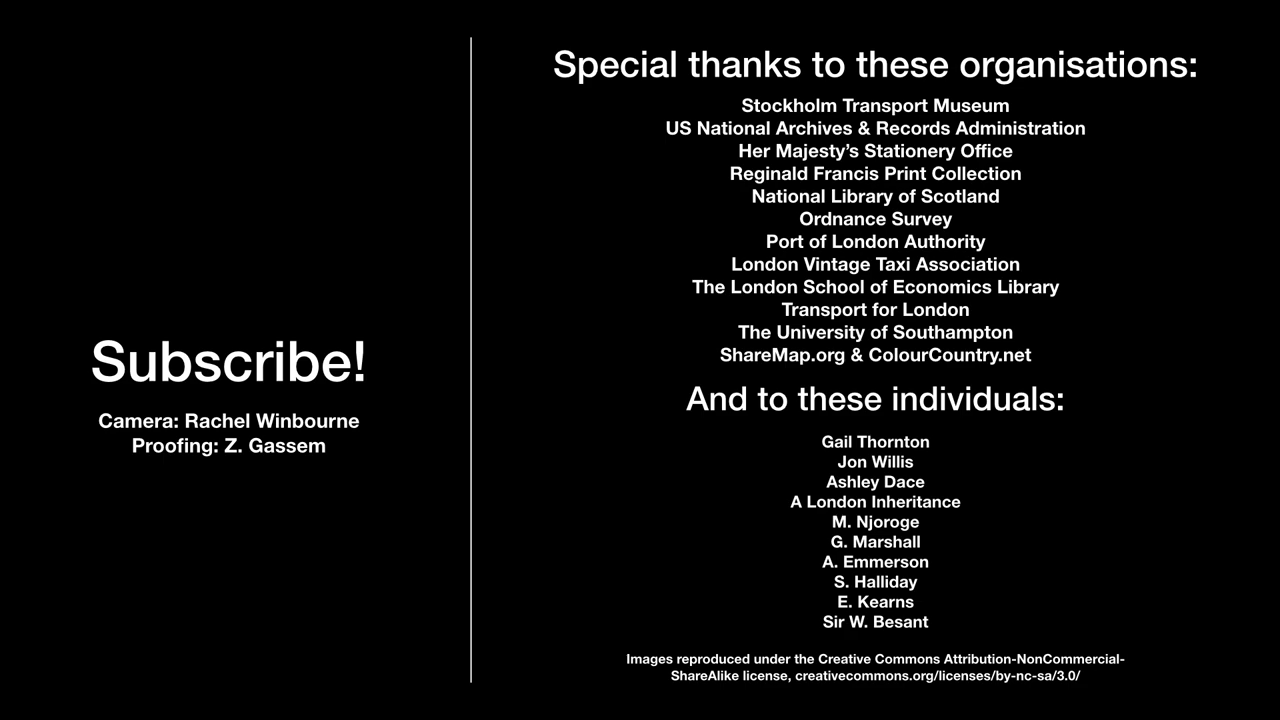 Subscribe!
Camera: Rachel Winbourne
Proofing: Z. Gassem
Special thanks to these organisations:
Stockholm Transport Museum
US National Archives & Records Administration
Her Majesty’s Stationery Office
Reginald Francis Print Collection
National Library of Scotland
Ordnance Survey
Port of London Authority
London Vintage Taxi Association
The London School of Economics Library
Transport for London
The University of Southampton
ShareMap.org & ColourCountry.net
And to these individuals:
Gail Thornton
Jon Willis
Ashley Dace
A London Inheritance
M. Njoroge
G. Marshall
A. Emmerson
S. Halliday
E. Kearns
Sir W. Besant
Images reproduced under the Creative Commons Attribution-NonCommercial-
ShareAlike license, creativecommons.org/licenses/by-nc-sa/3.0/